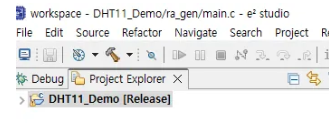 workspace - DHT11_Demo/ra_gen/main.c - e² studio
File Edit Source Refactor Navigate Search Project
Debug Project Explorer
DHT11_Demo [Release]